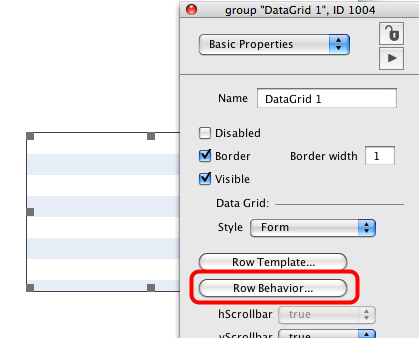 group "DataGrid 1", ID 1004
Basic Properties
Name DataGrid 1
Disabled
Border Border width 1
Visible
Data Grid:
Style Form
Row Template...
Row Behavior...
hScrollbar true
vScrollbar true